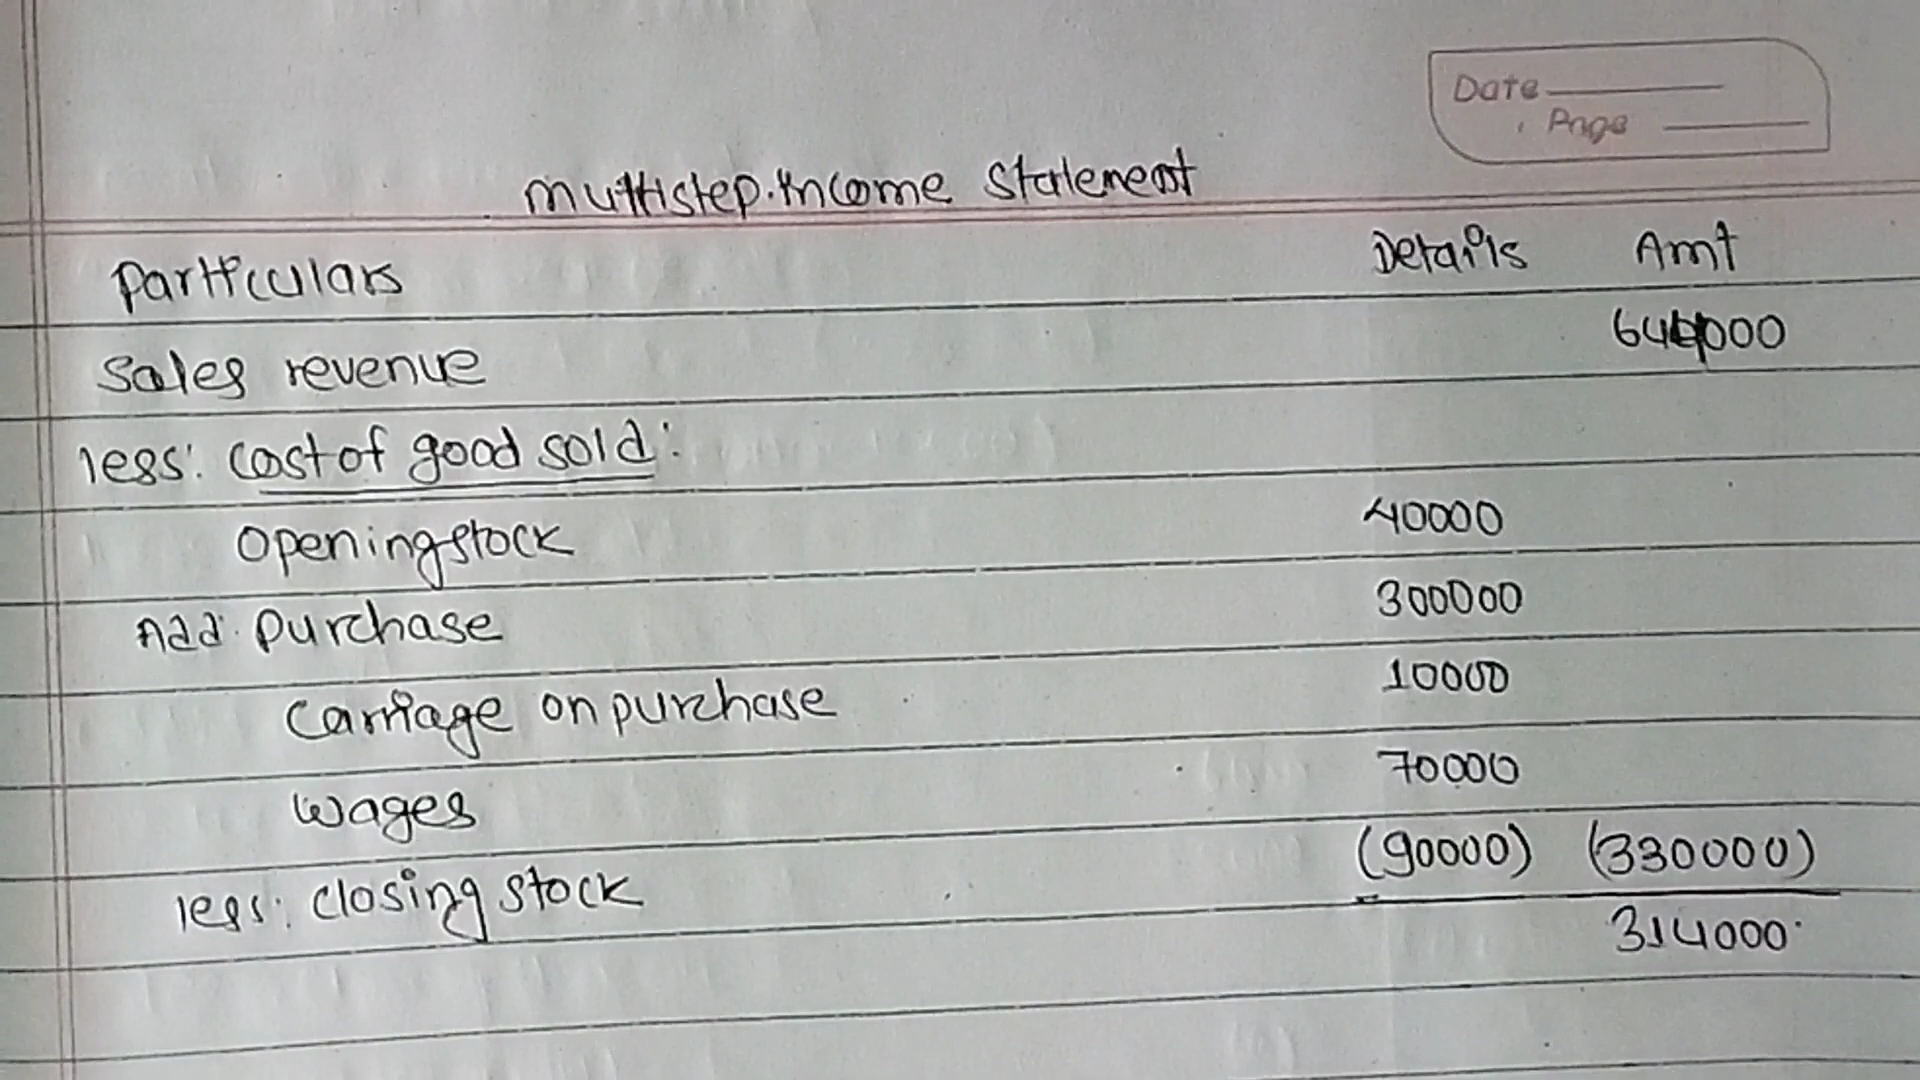 Date
Page
multistep income statement
Particulars Details Amt
Sales revenue 644000
less: cost of good sold:
Opening stock 40000
Add: purchase 300000
Carriage on purchase 10000
wages 70000
less: closing stock (90000) (330000)
314000